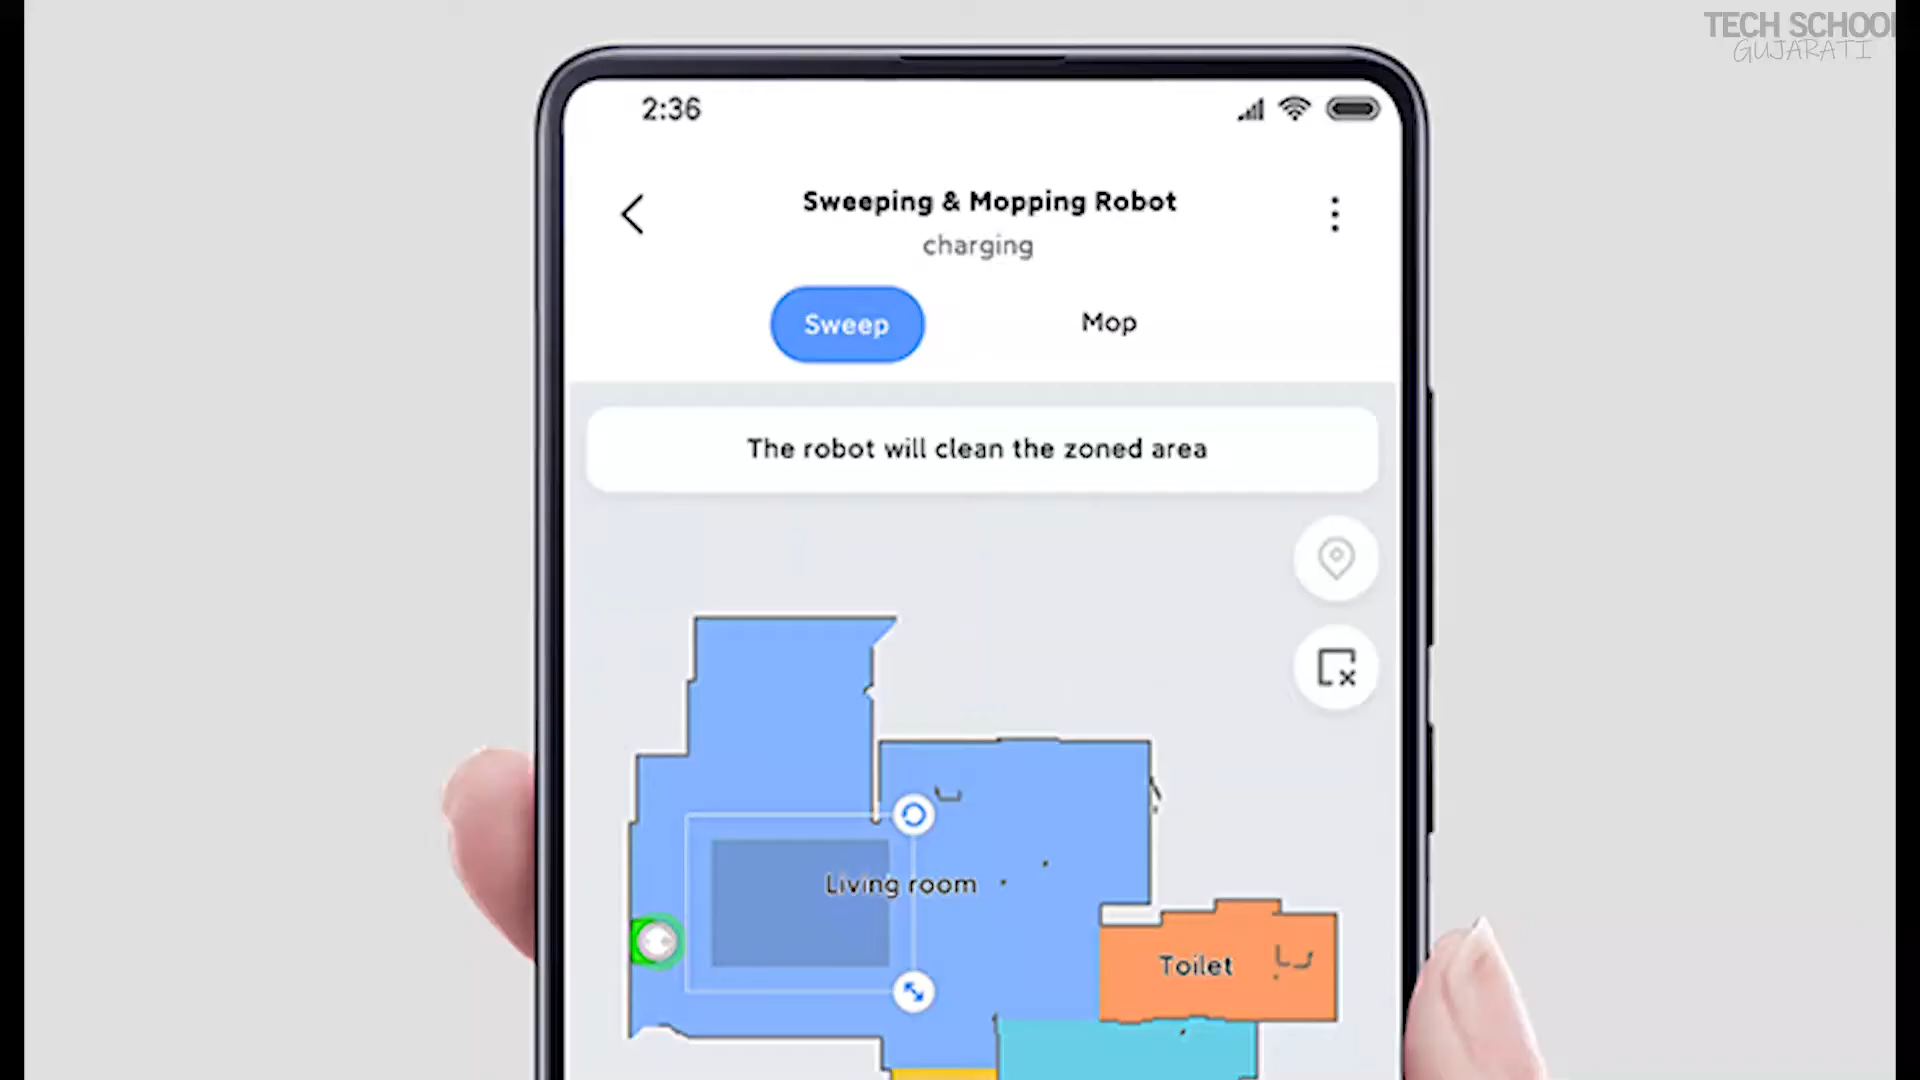 TECH SCHOOL
GUJARATI
2:36
Sweeping & Mopping Robot
charging
Sweep
Mop
The robot will clean the zoned area
Living room
Toilet